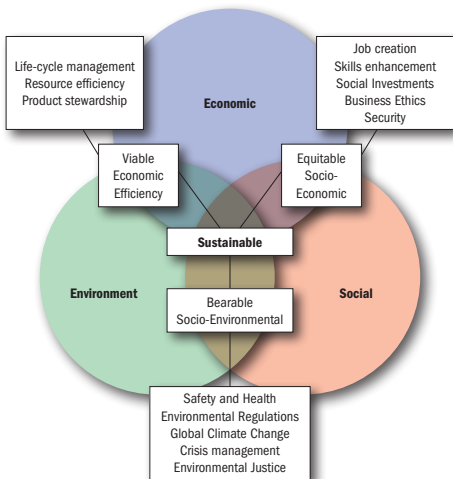 Life-cycle management
Resource efficiency
Product stewardship
Job creation
Skills enhancement
Social Investments
Business Ethics
Security
Economic
Viable
Economic
Efficiency
Equitable
Socio-
Economic
Sustainable
Environment
Social
Bearable
Socio-Environmental
Safety and Health
Environmental Regulations
Global Climate Change
Crisis management
Environmental Justice